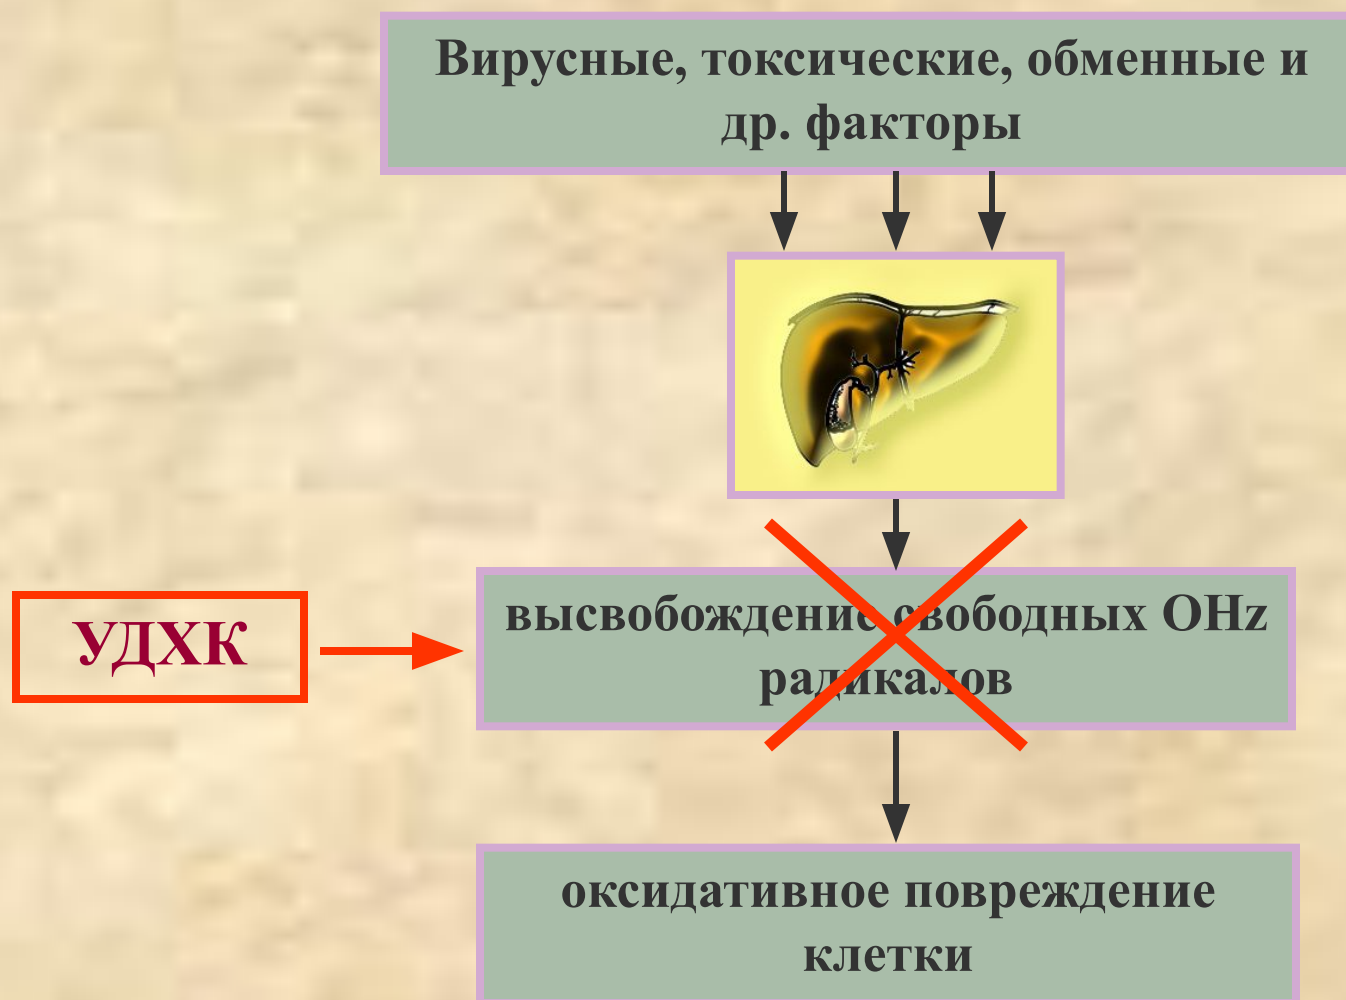 Вирусные, токсические, обменные и
др. факторы
УДХК
высвобождение свободных OHz
радикалов
оксидативное повреждение
клетки